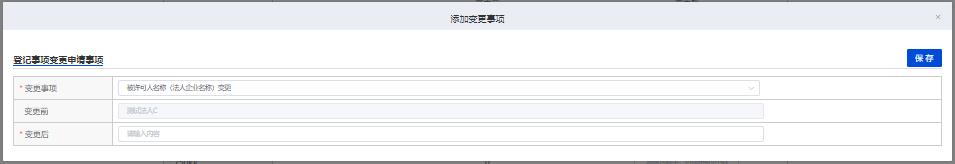 添加变更事项
×
登记事项变更申请事项
保存
* 变更事项 被许可人名称（法人企业名称）变更
变更前 测试法人C
* 变更后 请输入内容